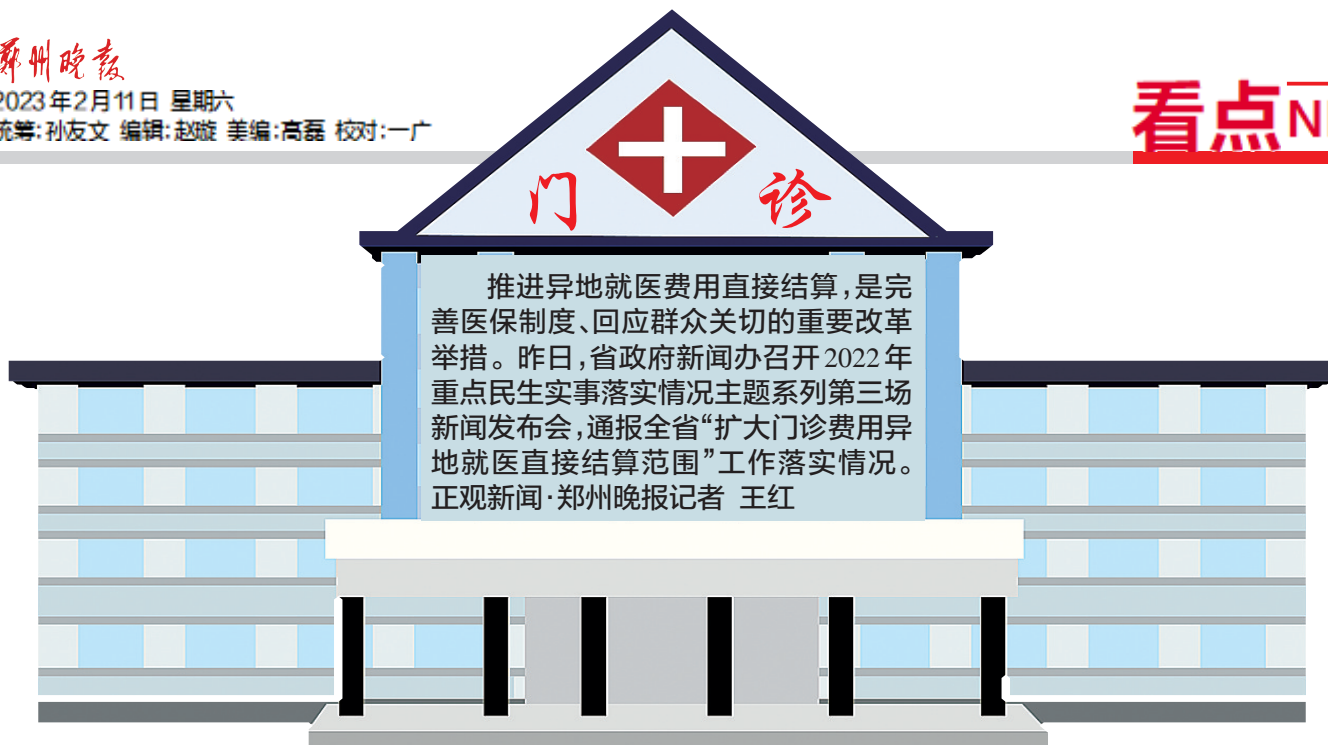 郑州晚报
2023年2月11日 星期六
统筹:孙友文 编辑:赵璇 美编:高磊 校对:一广
看点
门 诊
推进异地就医费用直接结算,是完
善医保制度、回应群众关切的重要改革
举措。昨日,省政府新闻办召开2022年
重点民生实事落实情况主题系列第三场
新闻发布会,通报全省“扩大门诊费用异
地就医直接结算范围”工作落实情况。
正观新闻·郑州晚报记者 王红